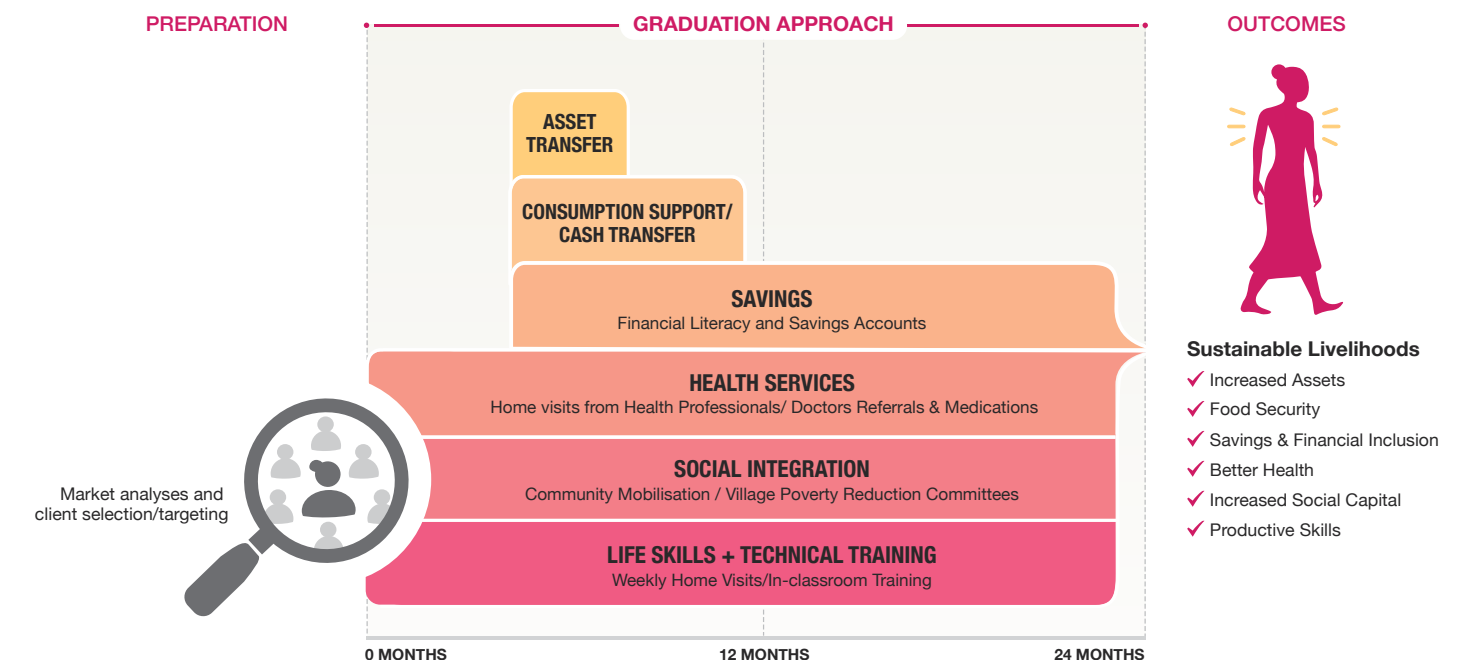 PREPARATION
GRADUATION APPROACH
OUTCOMES
ASSET
TRANSFER
CONSUMPTION SUPPORT/
CASH TRANSFER
SAVINGS
Financial Literacy and Savings Accounts
HEALTH SERVICES
Home visits from Health Professionals/ Doctors Referrals & Medications
SOCIAL INTEGRATION
Community Mobilisation / Village Poverty Reduction Committees
LIFE SKILLS + TECHNICAL TRAINING
Weekly Home Visits/In-classroom Training
Market analyses and
client selection/targeting
0 MONTHS
12 MONTHS
24 MONTHS
Sustainable Livelihoods
Increased Assets
Food Security
Savings & Financial Inclusion
Better Health
Increased Social Capital
Productive Skills